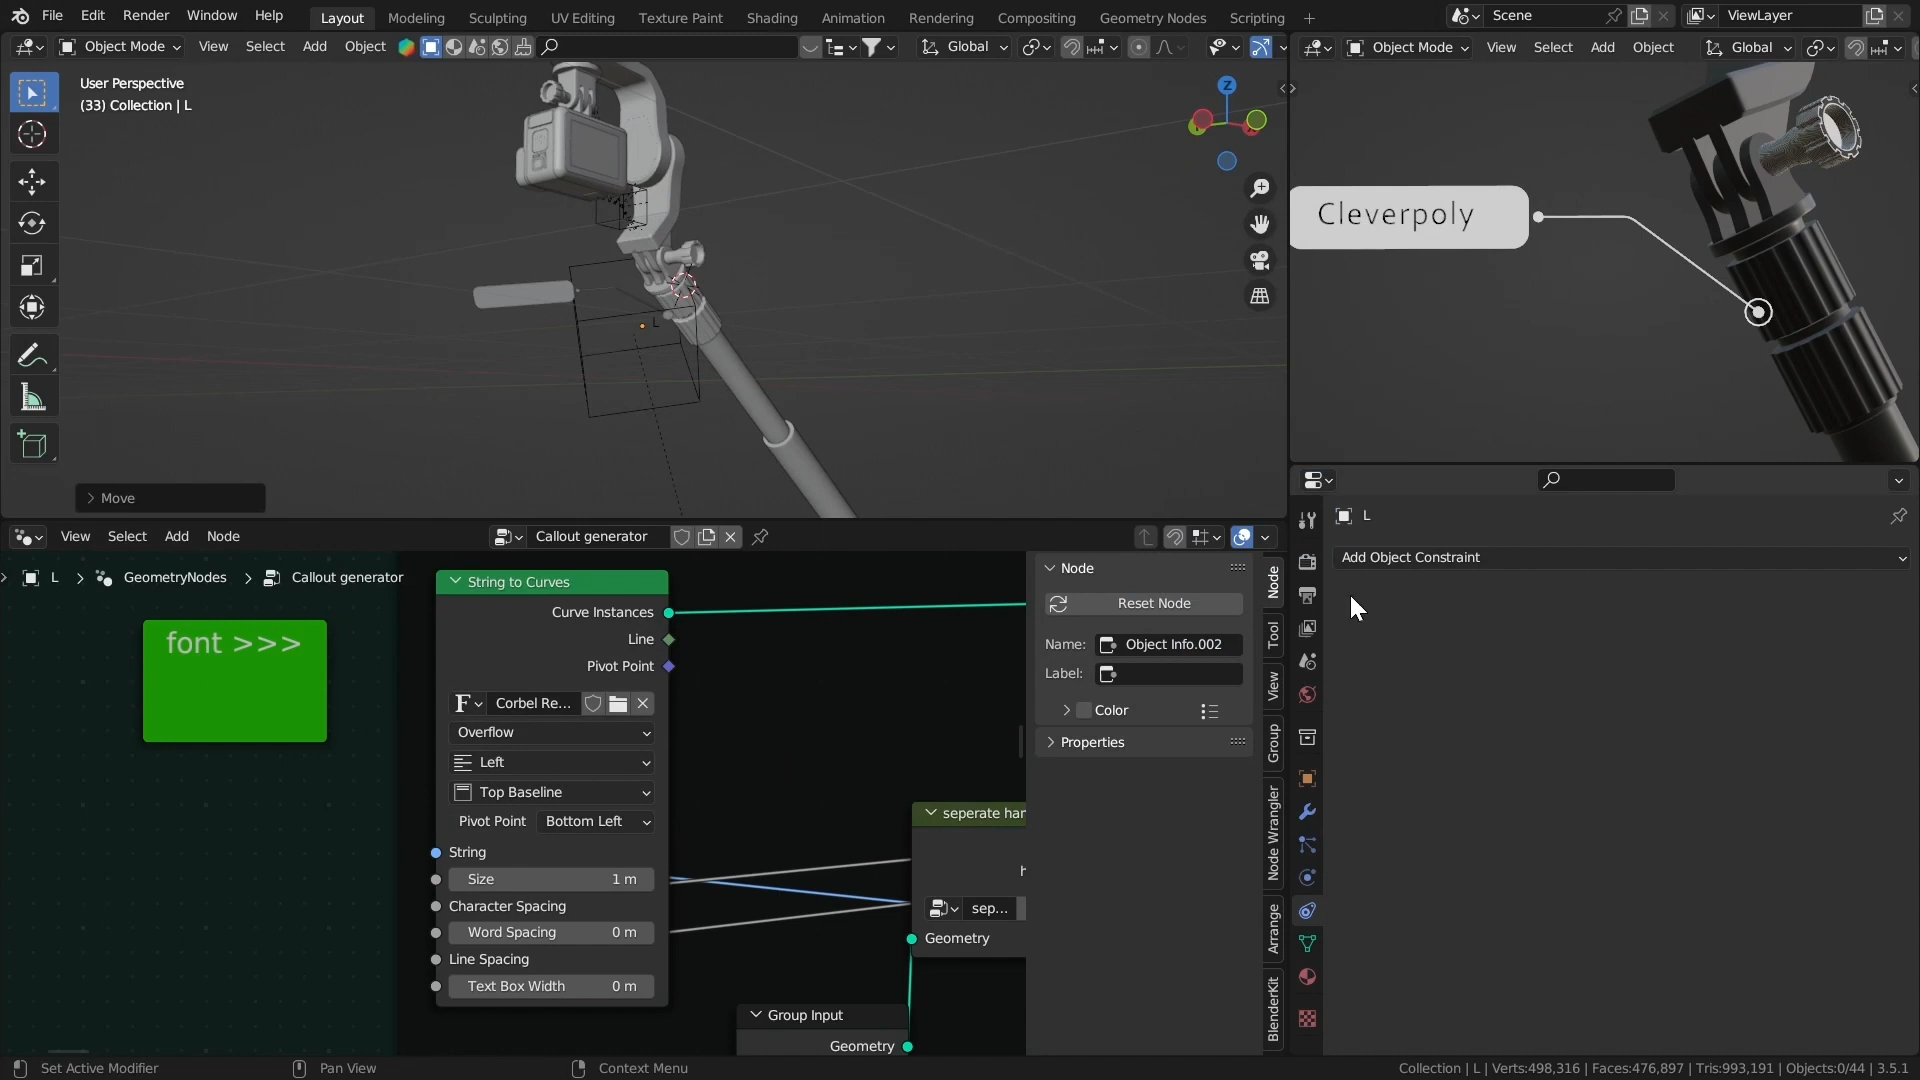 File Edit Render Window Help Layout Modeling Sculpting UV Editing Texture Paint Shading Animation Rendering Compositing Geometry Nodes Scripting + Scene ViewLayer
Object Mode View Select Add Object Global Object Mode View Select Add Object Global
User Perspective
(33) Collection | L
Z
Cleverpoly
L
Move
L
Add Object Constraint
View Select Add Node Callout generator
L > GeometryNodes > Callout generator
font >>>
String to Curves
Curve Instances
Line
Pivot Point
F Corbel Re...
Overflow
Left
Top Baseline
Pivot Point Bottom Left
String
Size 1 m
Character Spacing
Word Spacing 0 m
Line Spacing
Text Box Width 0 m
seperate har
h
sep...
Geometry
Group Input
Geometry
Node
Reset Node
Name: Object Info.002
Label:
Color
Properties
Node
Tool
View
Group
Node Wrangler
Arrange
BlenderKit
Set Active Modifier Pan View Context Menu Collection | L | Verts:498,316 | Faces:476,897 | Tris:993,191 | Objects:0/44 | 3.5.1